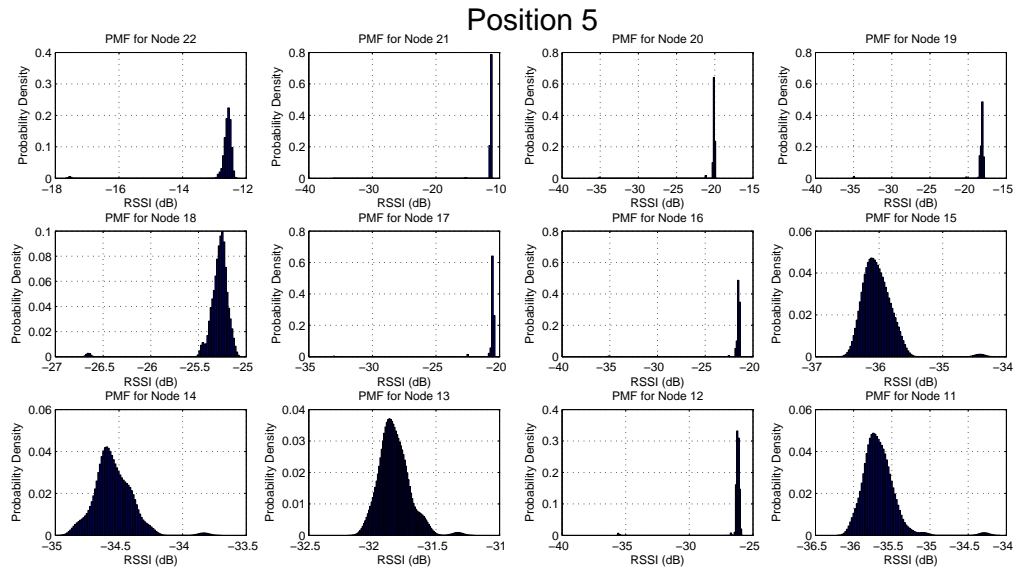 Position 5
PMF for Node 22 PMF for Node 21 PMF for Node 20 PMF for Node 19
Probability Density Probability Density Probability Density Probability Density
0.4 0.8 0.8 0.8
0.3 0.6 0.6 0.6
0.2 0.4 0.4 0.4
0.1 0.2 0.2 0.2
0 0 0 0
−18 −16 −14 −12 −40 −30 −20 −10 −40 −35 −30 −25 −20 −15 −40 −35 −30 −25 −20 −15
RSSI (dB) RSSI (dB) RSSI (dB) RSSI (dB)
PMF for Node 18 PMF for Node 17 PMF for Node 16 PMF for Node 15
Probability Density Probability Density Probability Density Probability Density
0.1 0.8 0.8 0.06
0.08 0.6 0.6 0.04
0.06 0.4 0.4 0.02
0.04 0.2 0.2 0
0.02 0 0
0
−27 −26.5 −26 −25.5 −25 −35 −30 −25 −20 −40 −35 −30 −25 −20 −37 −36 −35 −34
RSSI (dB) RSSI (dB) RSSI (dB) RSSI (dB)
PMF for Node 14 PMF for Node 13 PMF for Node 12 PMF for Node 11
Probability Density Probability Density Probability Density Probability Density
0.06 0.04 0.4 0.06
0.04 0.03 0.3 0.04
0.02 0.02 0.2 0.02
0 0.01 0.1 0
0 0
−35 −34.5 −34 −33.5 −32.5 −32 −31.5 −31 −40 −35 −30 −25 −36.5 −36 −35.5 −35 −34.5 −34
RSSI (dB) RSSI (dB) RSSI (dB) RSSI (dB)